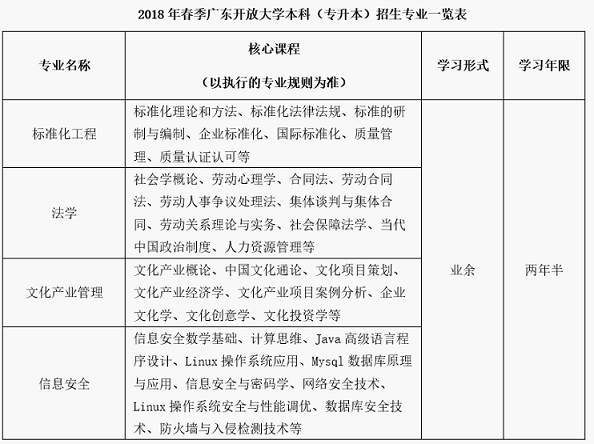 2018 年春季广东开放大学本科（专升本）招生专业一览表
专业名称
核心课程
（以执行的专业规则为准）
学习形式
学习年限
标准化工程
标准化理论和方法、标准化法律法规、标准的研
制与编制、企业标准化、国际标准化、质量管
理、质量认证认可等
法学
社会学概论、劳动心理学、合同法、劳动合同
法、劳动人事争议处理法、集体谈判与集体合
同、劳动关系理论与实务、社会保障法学、当代
中国政治制度、人力资源管理等
文化产业管理
文化产业概论、中国文化通论、文化项目策划、
文化产业经济学、文化产业项目案例分析、企业
文化学、文化创意学、文化投资学等
信息安全
信息安全数学基础、计算思维、Java 高级语言程
序设计、Linux 操作系统应用、Mysql 数据库原理
与应用、信息安全与密码学、网络安全技术、
Linux 操作系统安全与性能调优、数据库安全技
术、防火墙与入侵检测技术等
业余
两年半